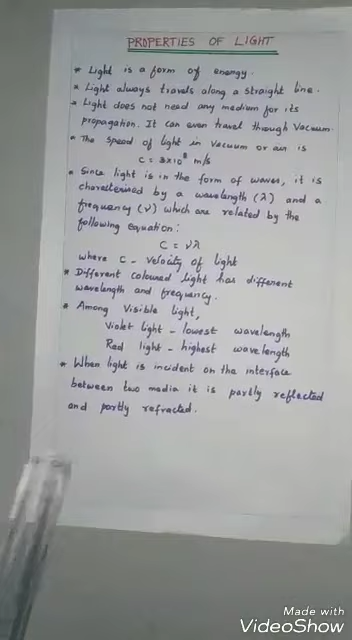 PROPERTIES OF LIGHT
* Light is a form of energy.
* Light always travels along a straight line.
* Light does not need any medium for its
propagation. It can even travel through Vacuum
* The speed of light in vacuum or air is
C = 3x10⁸ m/s
* Since light is in the form of waves, it is
charecterised by a wavelength (λ) and a
frequency (ν) which are related by the
following equation:
C = νλ
where C - velocity of light
* Different coloured light has different
wavelength and frequency.
* Among Visible light,
Violet light - lowest wavelength
Red light - highest wavelength
* When light is incident on the interface
between two media it is partly reflected
and partly refracted.
Made with
VideoShow